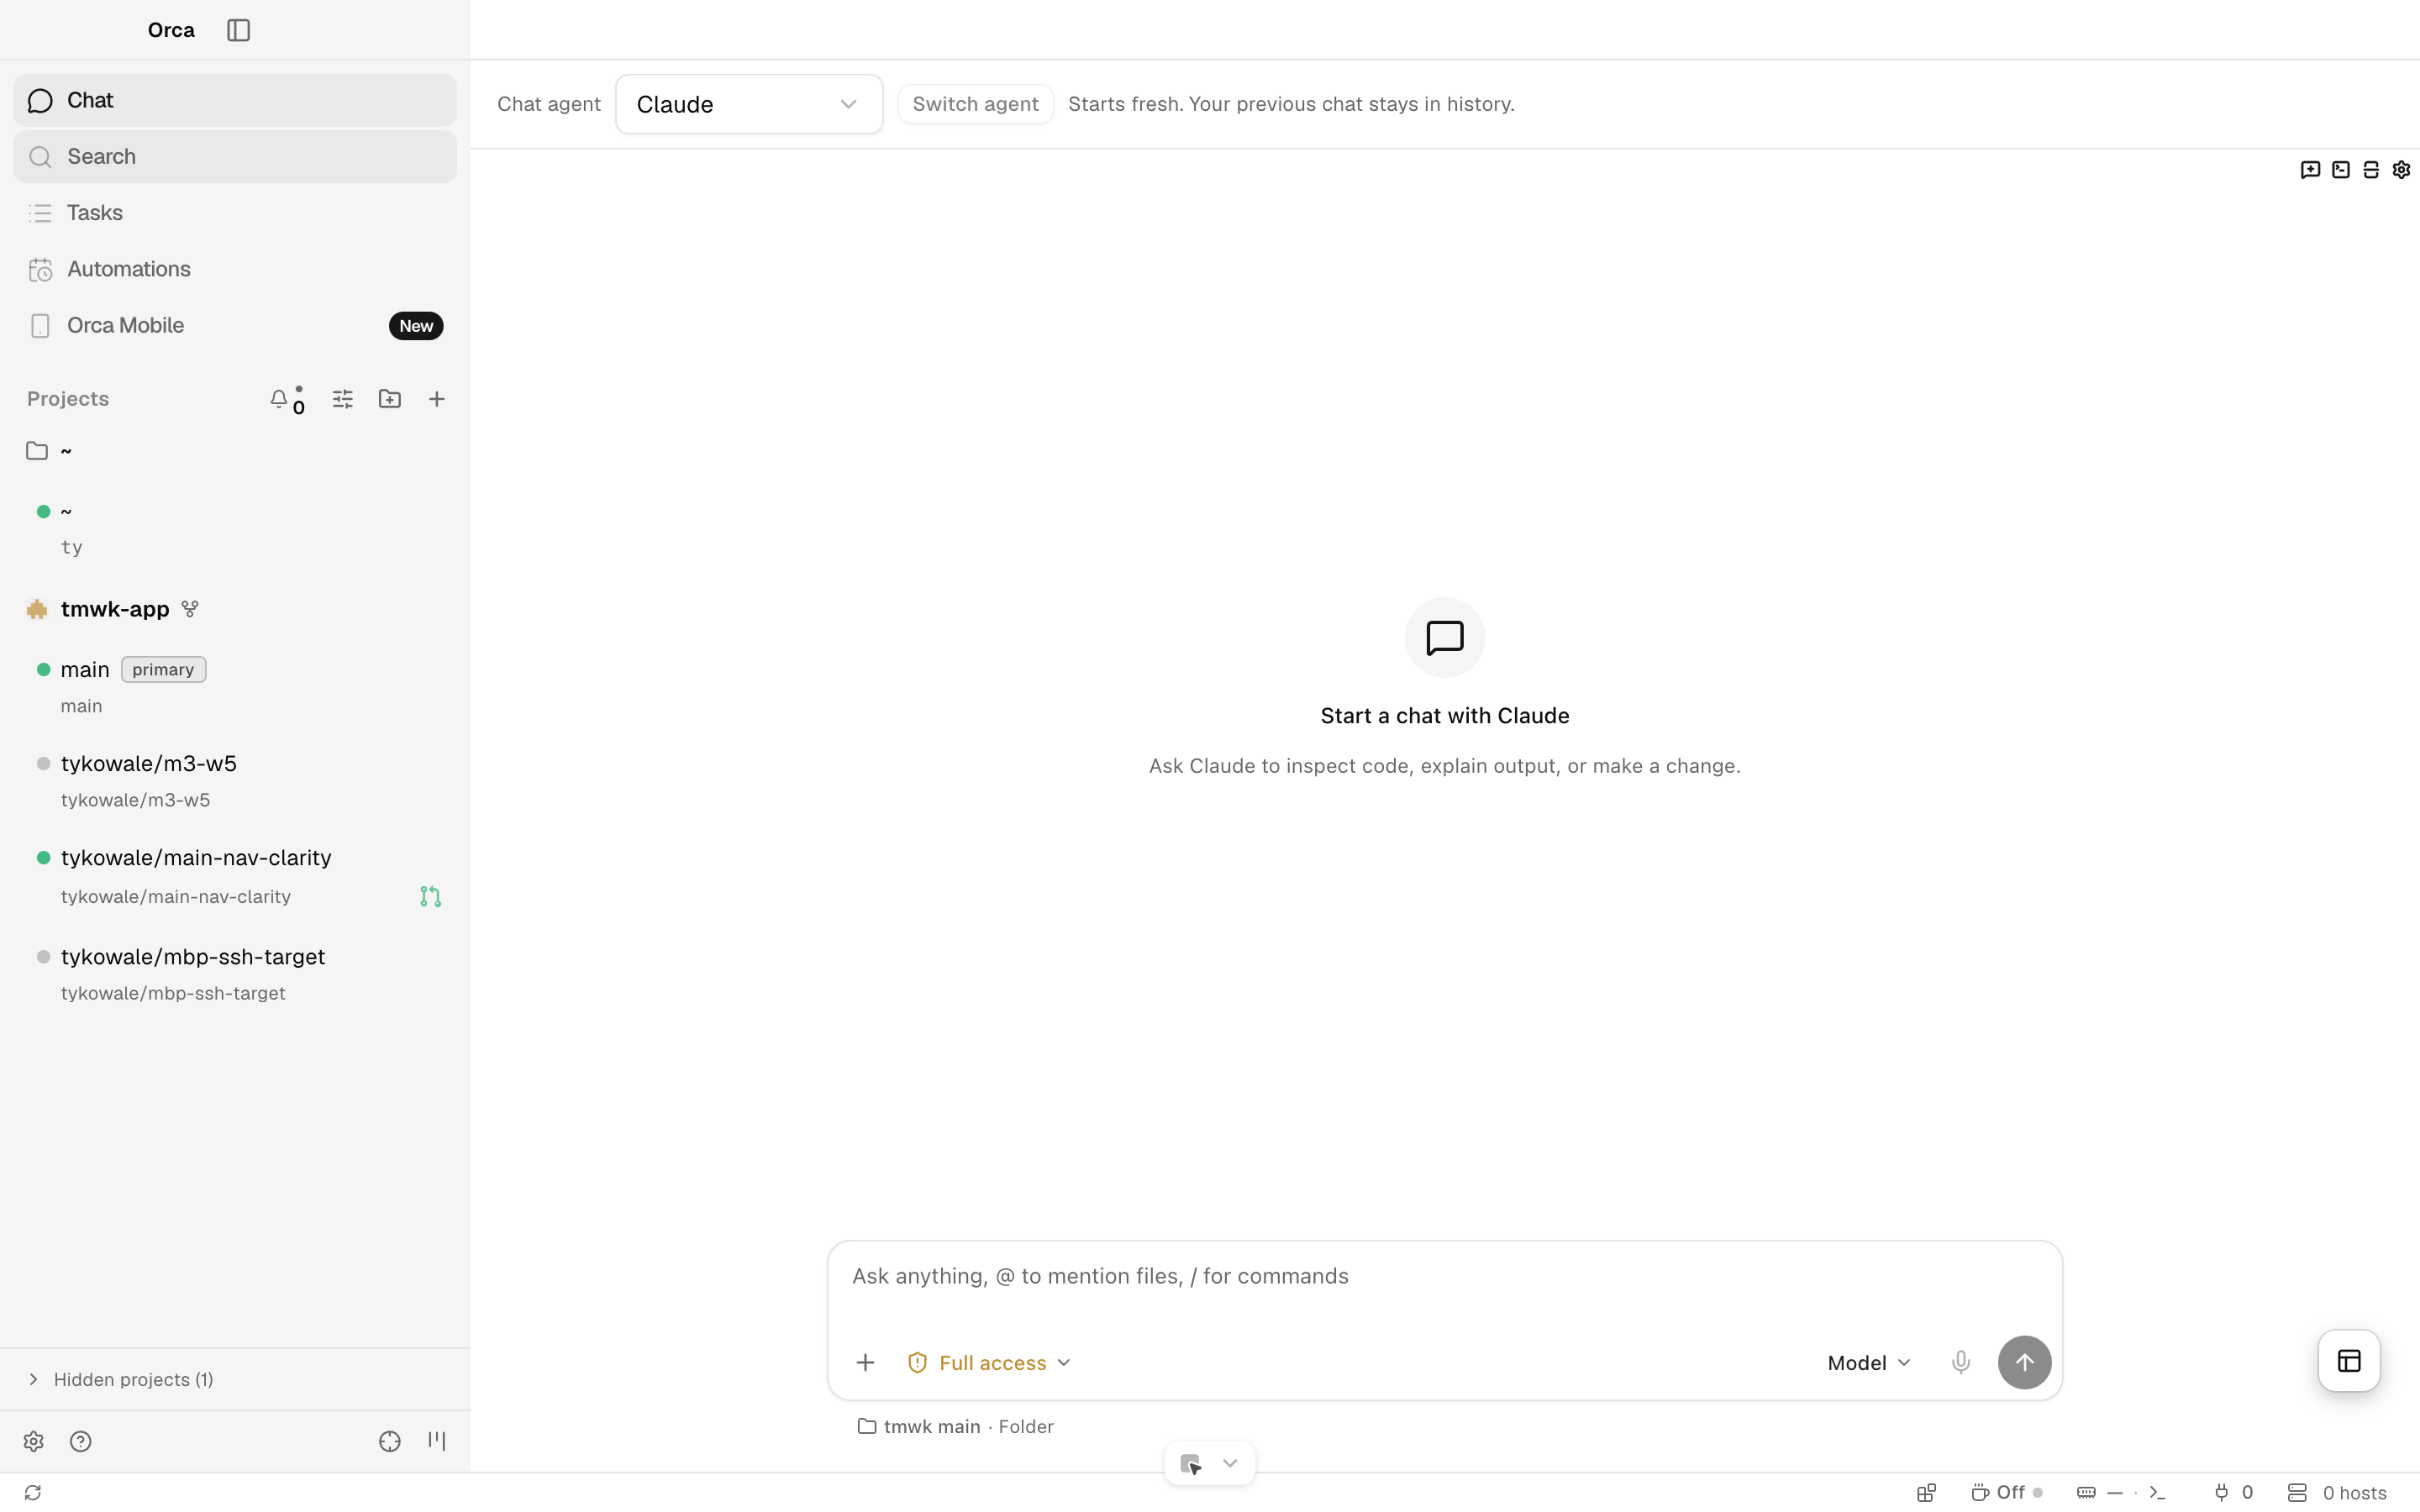 Orca
Chat
Search
Tasks
Automations
Orca Mobile
New
Projects
0
~
~
ty
tmwk-app
main primary
main
tykowale/m3-w5
tykowale/m3-w5
tykowale/main-nav-clarity
tykowale/main-nav-clarity
tykowale/mbp-ssh-target
tykowale/mbp-ssh-target
Hidden projects (1)
Chat agent Claude Switch agent Starts fresh. Your previous chat stays in history.
Start a chat with Claude
Ask Claude to inspect code, explain output, or make a change.
Ask anything, @ to mention files, / for commands
Full access Model
tmwk main · Folder
Off — · 0 0 hosts